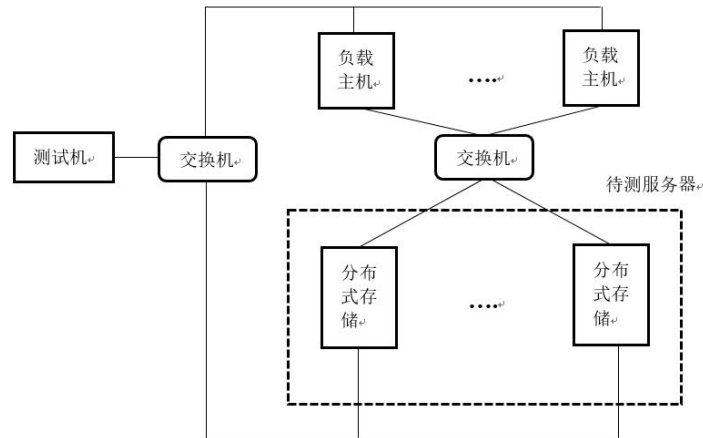 负载
主机
....
负载
主机
测试机
交换机
交换机
待测服务器
分布
式存
储
....
分布
式存
储